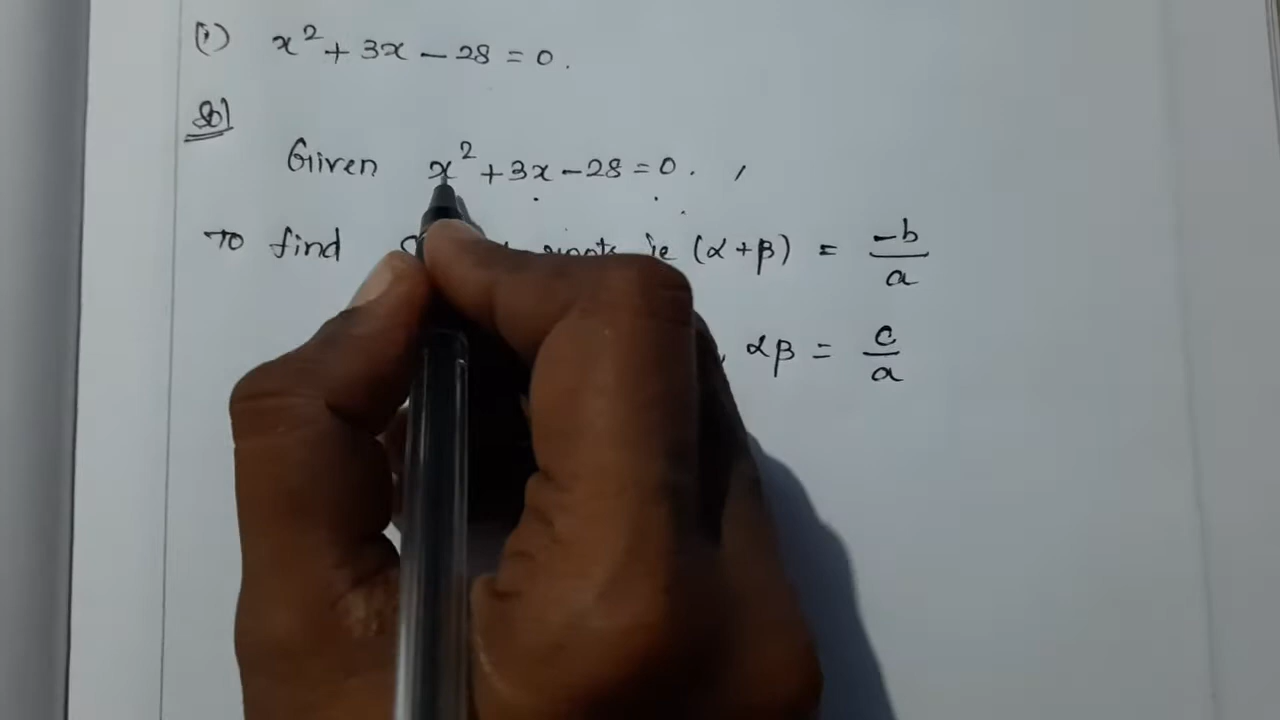 (i) x² + 3x − 28 = 0.
Sol
Given x² + 3x − 28 = 0. ,
To find roots ie (α + β) = −b/a
, αβ = c/a